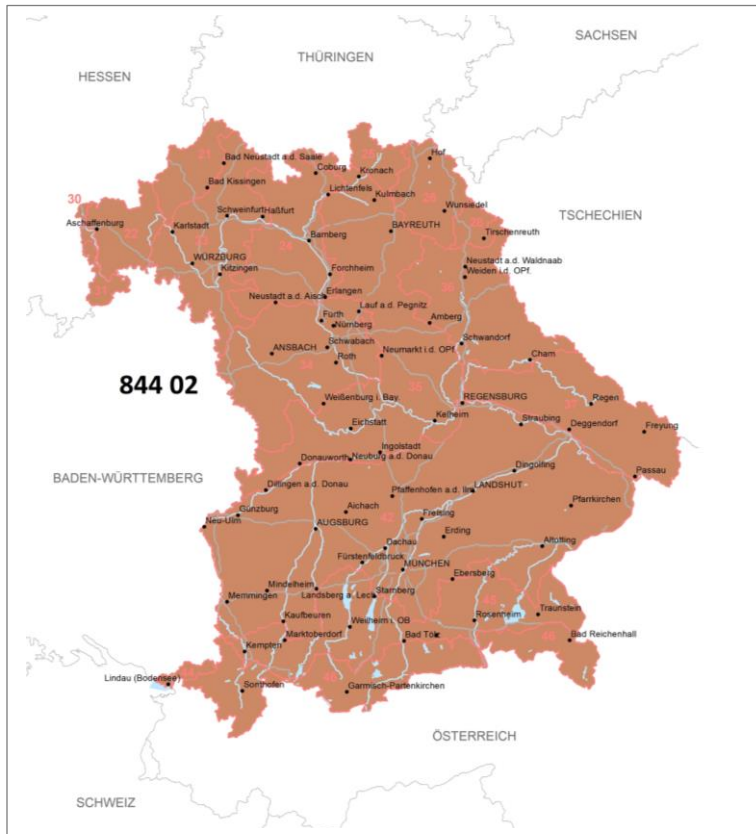 SACHSEN
THÜRINGEN
HESSEN
Hof
21
Bad Neustadt a.d. Saale
Coburg
Kronach
Bad Kissingen
Lichtenfels
Kulmbach
30
Schweinfurt
Haßfurt
Wunsiedel
TSCHECHIEN
Aschaffenburg
22
Karlstadt
BAYREUTH
Tirschenreuth
24
Bamberg
WÜRZBURG
Kitzingen
Forchheim
Neustadt a.d. Waldnaab
Weiden i.d. OPf.
Neustadt a.d. Aisch
Erlangen
Lauf a.d. Pegnitz
Fürth
Nürnberg
Amberg
Schwabach
Schwandorf
ANSBACH
Roth
Neumarkt i.d. OPf.
Cham
844 02
Weißenburg i. Bay.
REGENSBURG
Regen
Kelheim
Straubing
Deggendorf
Eichstätt
Freyung
Ingolstadt
Donauwörth
Neuburg a.d. Donau
Dingolfing
BADEN-WÜRTTEMBERG
Passau
Dillingen a.d. Donau
Pfaffenhofen a.d. Ilm
LANDSHUT
Pfarrkirchen
Günzburg
Aichach
42
Freising
Neu-Ulm
AUGSBURG
Erding
Dachau
Altötting
Fürstenfeldbruck
MÜNCHEN
Ebersberg
Mindelheim
Landsberg a. Lech
Starnberg
Memmingen
Kaufbeuren
Weilheim i. OB
Rosenheim
Traunstein
Marktoberdorf
Bad Tölz
Bad Reichenhall
Kempten
Lindau (Bodensee)
Sonthofen
Garmisch-Partenkirchen
ÖSTERREICH
SCHWEIZ